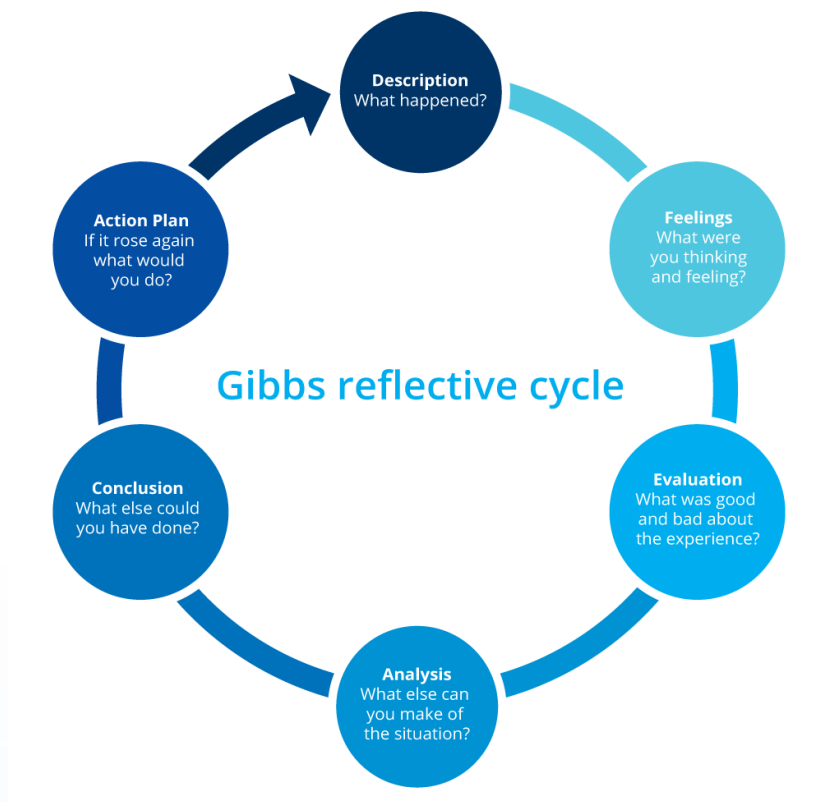 Description
What happened?
Feelings
What were
you thinking
and feeling?
Evaluation
What was good
and bad about
the experience?
Analysis
What else can
you make of
the situation?
Conclusion
What else could
you have done?
Action Plan
If it rose again
what would
you do?
Gibbs reflective cycle